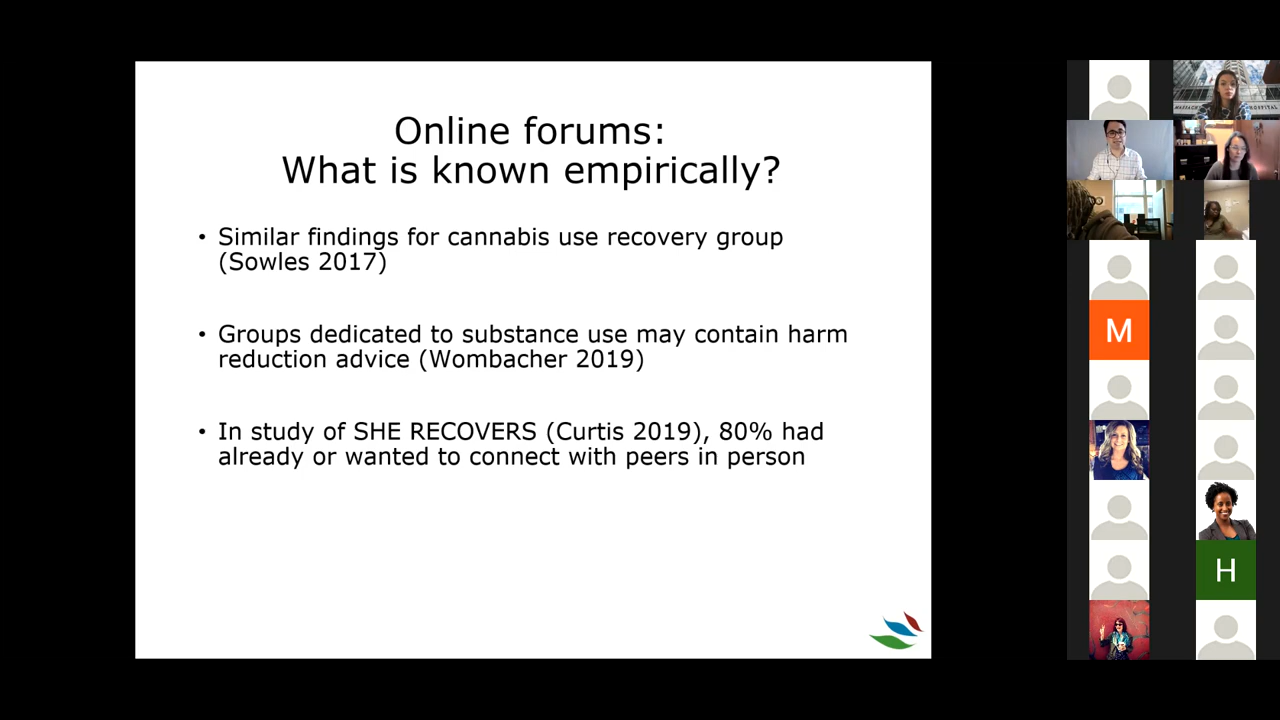 Online forums:
What is known empirically?
• Similar findings for cannabis use recovery group
(Sowles 2017)
• Groups dedicated to substance use may contain harm
reduction advice (Wombacher 2019)
• In study of SHE RECOVERS (Curtis 2019), 80% had
already or wanted to connect with peers in person
M
H